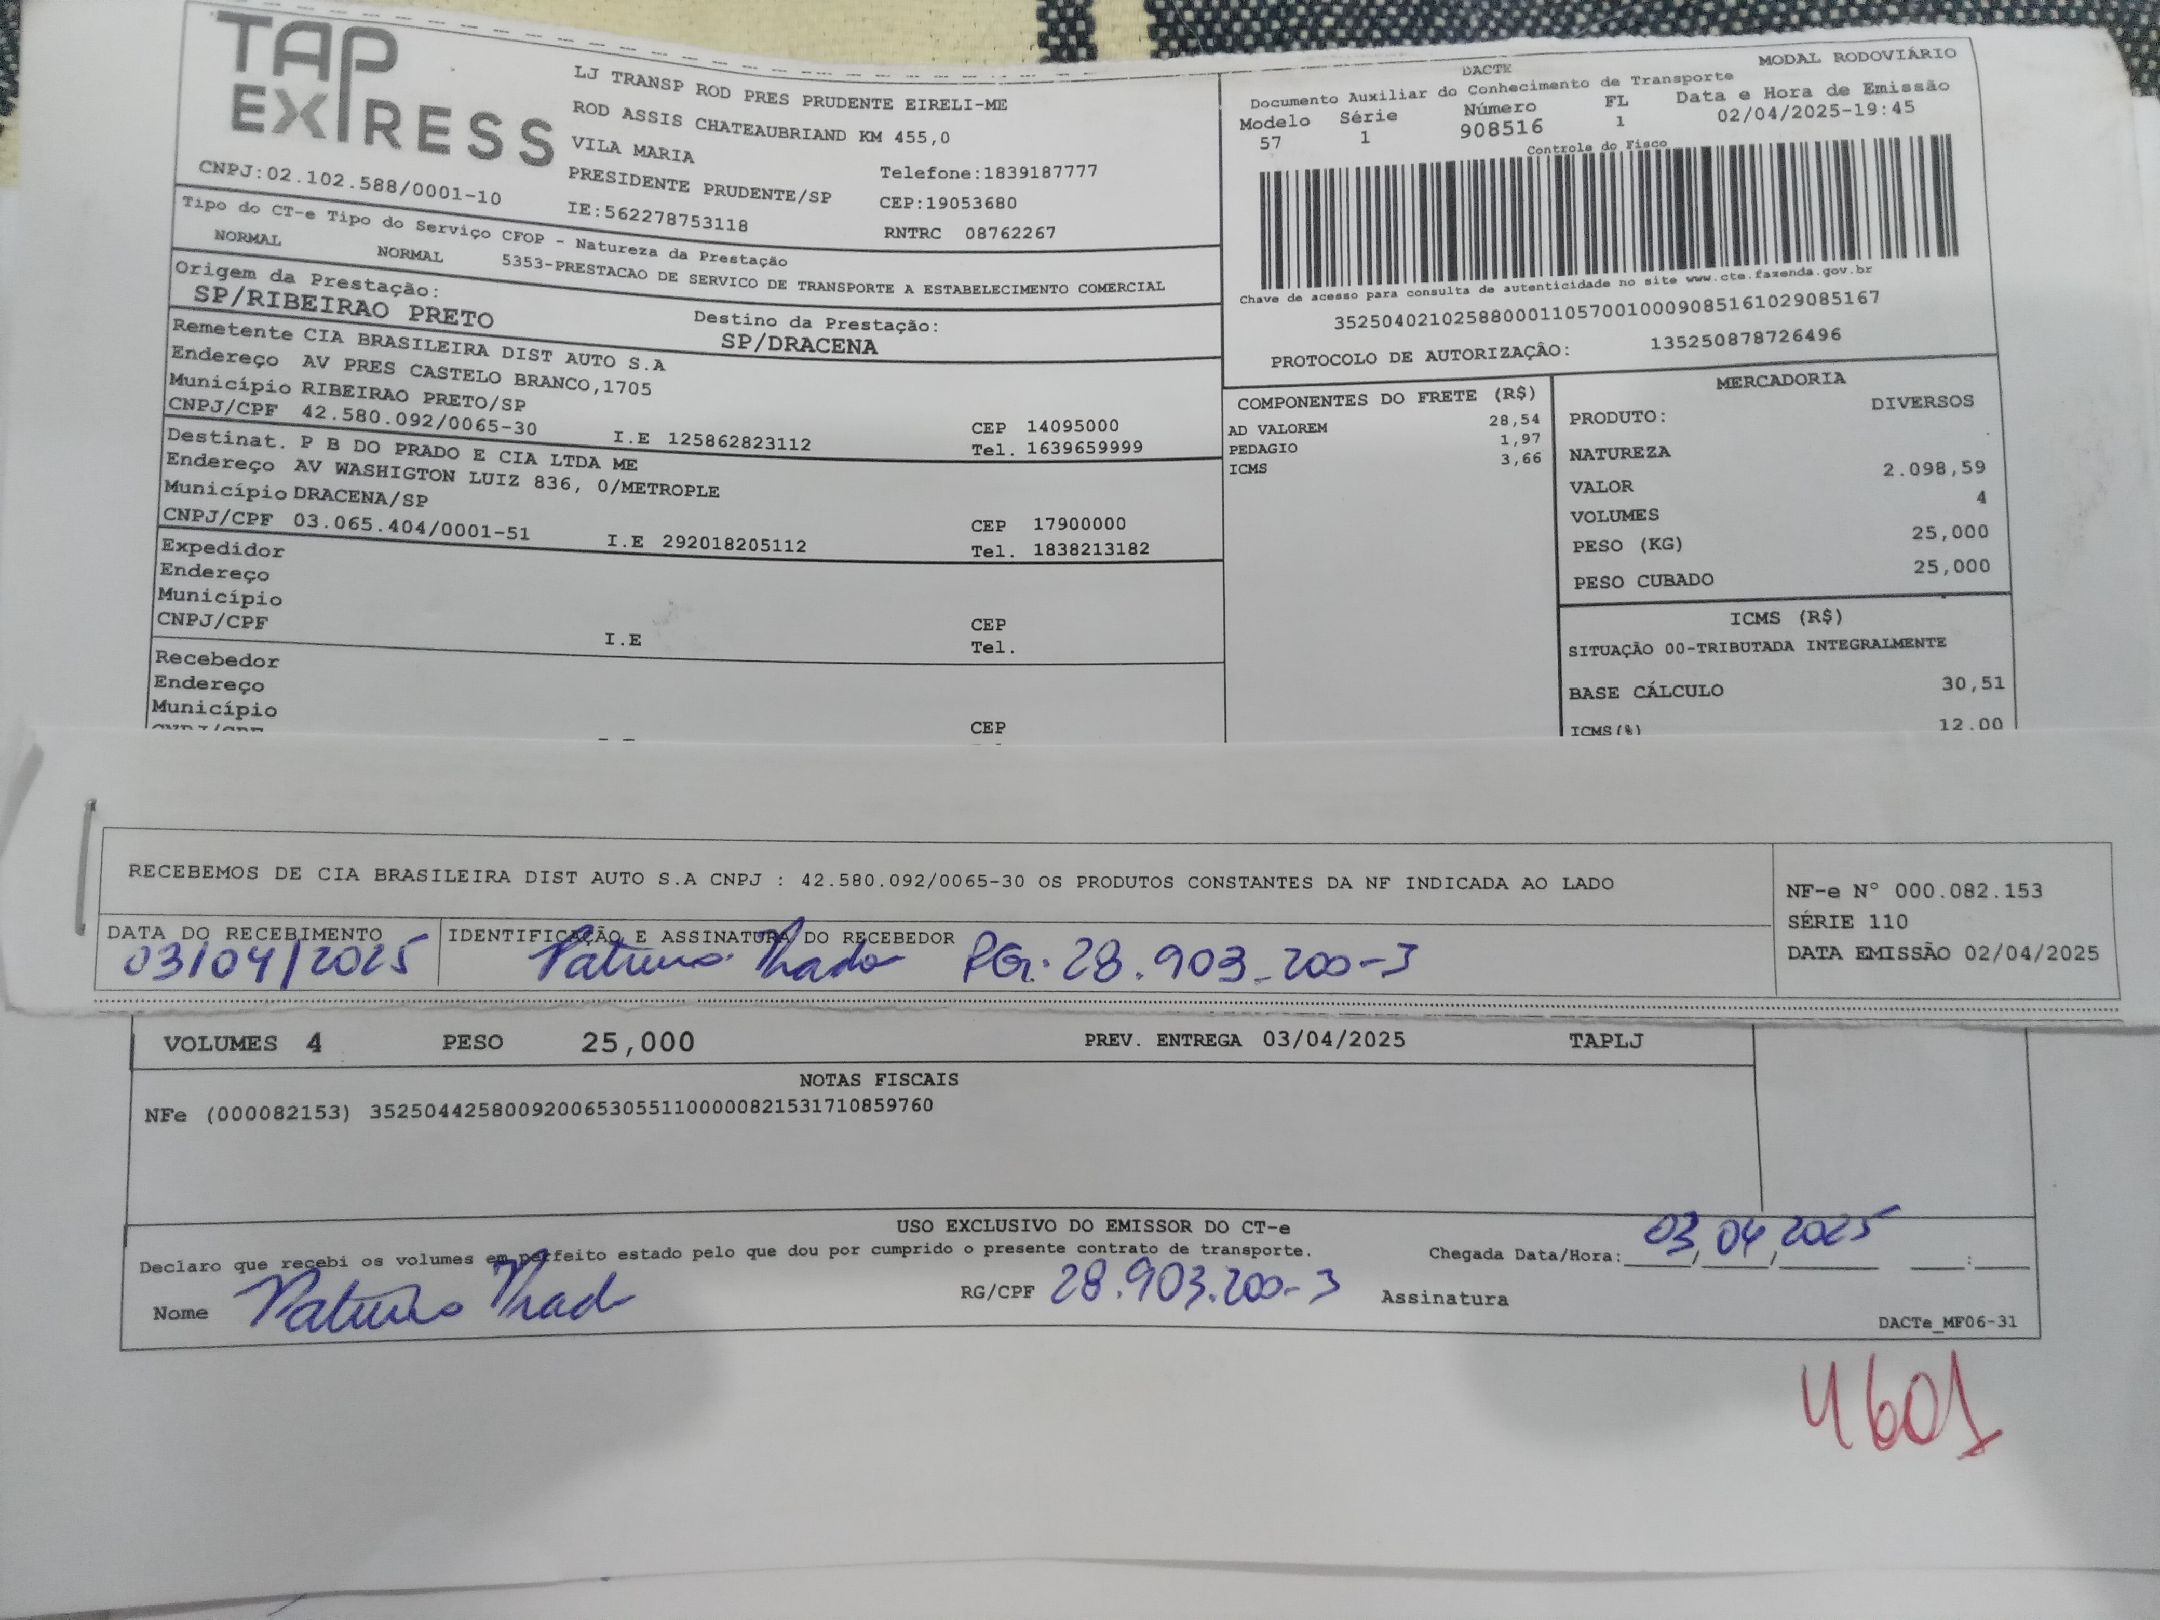 TAP
EXPRESS
CNPJ:02.102.588/0001-10
LJ TRANSP ROD PRES PRUDENTE EIRELI-ME
ROD ASSIS CHATEAUBRIAND KM 455,0
VILA MARIA
PRESIDENTE PRUDENTE/SP
IE:562278753118
Telefone:1839187777
CEP:19053680
RNTRC 08762267
MODAL RODOVIÁRIO
DACTE
Documento Auxiliar do Conhecimento de Transporte
Modelo Série Número FL Data e Hora de Emissão
57 1 908516 1 02/04/2025-19:45
Controle do Fisco
Chave de acesso para consulta de autenticidade no site www.cte.fazenda.gov.br
35250402102588000110570010009085161029085167
PROTOCOLO DE AUTORIZAÇÃO: 135250878726496
Tipo do CT-e Tipo do Serviço CFOP - Natureza da Prestação
NORMAL NORMAL 5353-PRESTACAO DE SERVICO DE TRANSPORTE A ESTABELECIMENTO COMERCIAL
Origem da Prestação: Destino da Prestação:
SP/RIBEIRAO PRETO SP/DRACENA
Remetente CIA BRASILEIRA DIST AUTO S.A
Endereço AV PRES CASTELO BRANCO,1705
Município RIBEIRAO PRETO/SP CEP 14095000
CNPJ/CPF 42.580.092/0065-30 I.E 125862823112 Tel. 1639659999
Destinat. P B DO PRADO E CIA LTDA ME
Endereço AV WASHIGTON LUIZ 836, 0/METROPLE
Município DRACENA/SP CEP 17900000
CNPJ/CPF 03.065.404/0001-51 I.E 292018205112 Tel. 1838213182
Expedidor
Endereço
Município CEP
CNPJ/CPF I.E Tel.
Recebedor
Endereço
Município CEP
CNPJ/CPF
COMPONENTES DO FRETE (R$)
AD VALOREM 28,54
PEDAGIO 1,97
ICMS 3,66
MERCADORIA
PRODUTO: DIVERSOS
NATUREZA .
VALOR 2.098,59
VOLUMES 4
PESO (KG) 25,000
PESO CUBADO 25,000
ICMS (R$)
SITUAÇÃO 00-TRIBUTADA INTEGRALMENTE
BASE CÁLCULO 30,51
ICMS(%) 12.00
RECEBEMOS DE CIA BRASILEIRA DIST AUTO S.A CNPJ : 42.580.092/0065-30 OS PRODUTOS CONSTANTES DA NF INDICADA AO LADO
NF-e Nº 000.082.153
SÉRIE 110
DATA EMISSÃO 02/04/2025
DATA DO RECEBIMENTO IDENTIFICAÇÃO E ASSINATURA DO RECEBEDOR
03/04/2025 28.903.200-3
VOLUMES 4 PESO 25,000 PREV. ENTREGA 03/04/2025 TAPLJ
NOTAS FISCAIS
NFe (000082153) 35250442580092006530551100000821531710859760
USO EXCLUSIVO DO EMISSOR DO CT-e
Declaro que recebi os volumes em perfeito estado pelo que dou por cumprido o presente contrato de transporte. Chegada Data/Hora: 03/04/2025 :
Nome RG/CPF 28.903.200-3 Assinatura
DACTe_MF06-31
4601